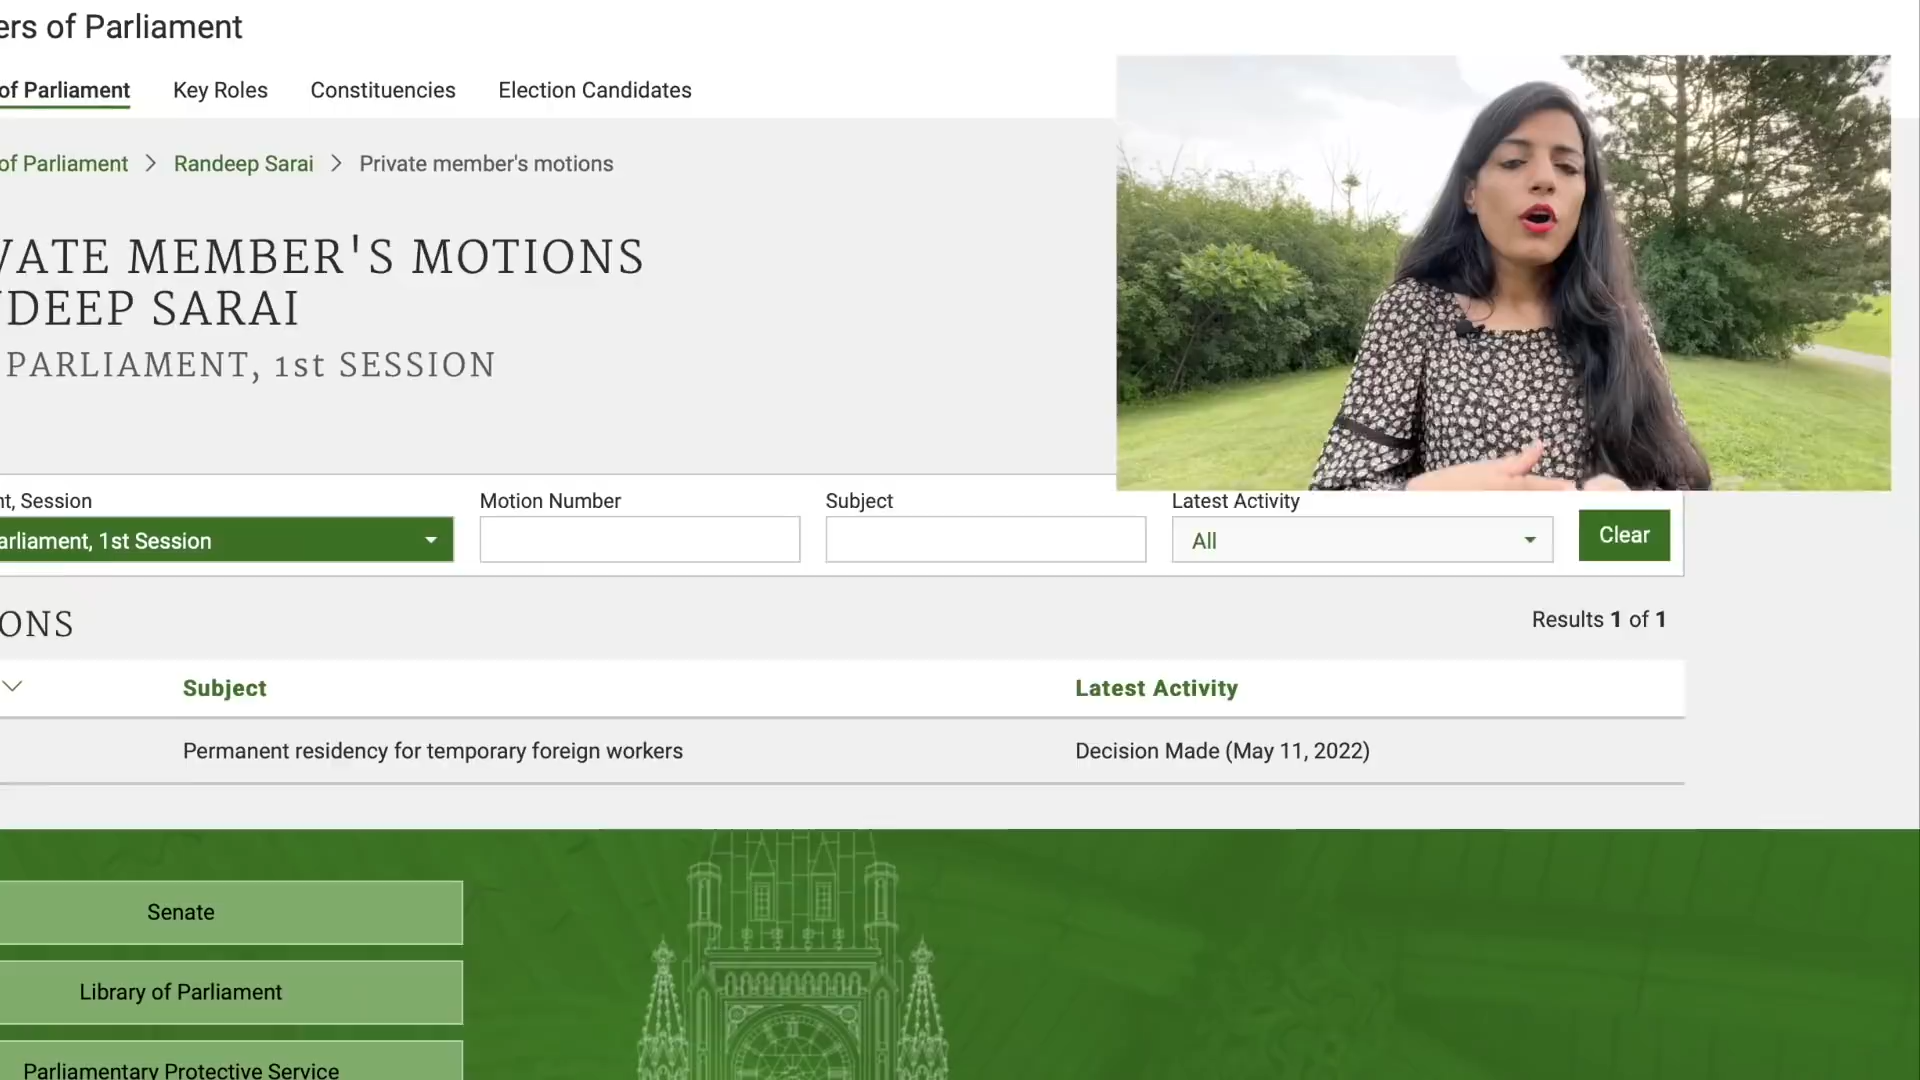 ers of Parliament
of Parliament Key Roles Constituencies Election Candidates
of Parliament > Randeep Sarai > Private member's motions
VATE MEMBER'S MOTIONS
DEEP SARAI
PARLIAMENT, 1st SESSION
nt, Session Motion Number Subject Latest Activity
arliament, 1st Session All Clear
ONS
Results 1 of 1
Subject Latest Activity
Permanent residency for temporary foreign workers Decision Made (May 11, 2022)
Senate
Library of Parliament
Parliamentary Protective Service